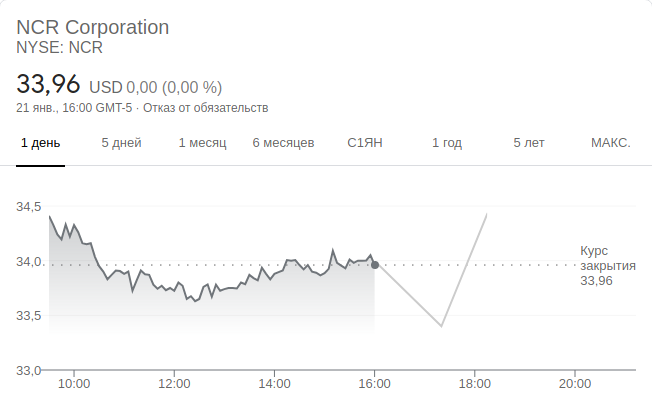 NCR Corporation
NYSE: NCR
33,96 USD 0,00 (0,00 %)
21 янв., 16:00 GMT-5 · Отказ от обязательств
1 день 5 дней 1 месяц 6 месяцев С1ЯН 1 год 5 лет МАКС.
34,5
34,0
33,5
33,0
Курс
закрытия
33,96
10:00 12:00 14:00 16:00 18:00 20:00